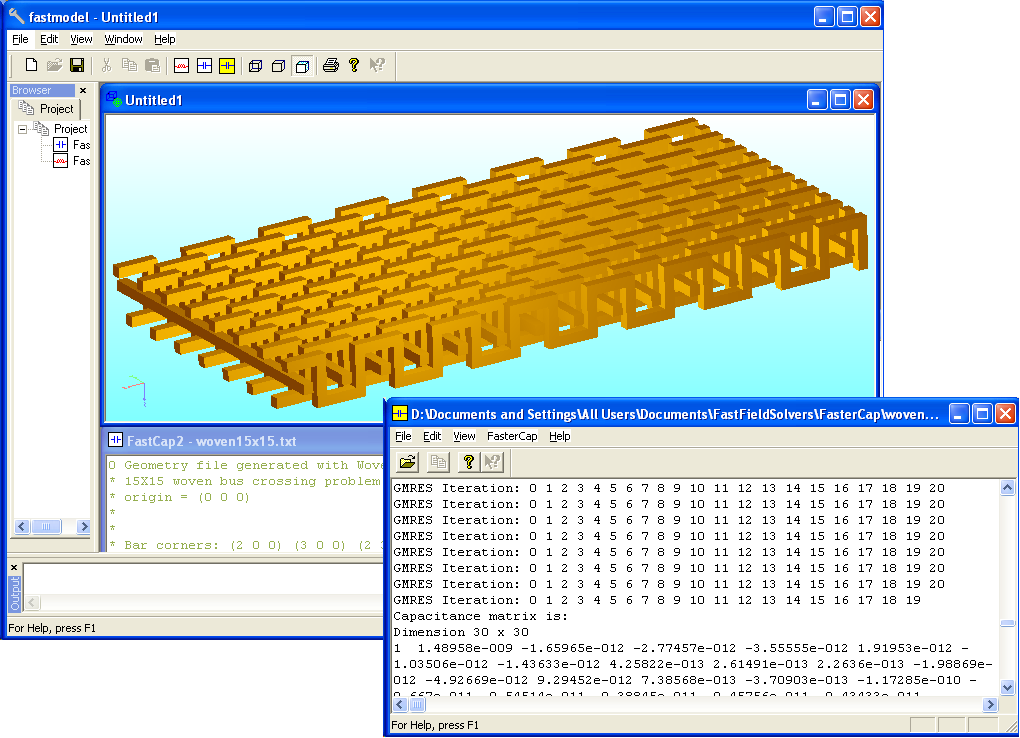 fastmodel - Untitled1
File Edit View Window Help
Browser
Project
Project
Fas
Fas
Untitled1
FastCap2 - woven15x15.txt
0 Geometry file generated with Wove
* 15X15 woven bus crossing problem
* origin = (0 0 0)
*
*
* Bar corners: (2 0 0) (3 0 0) (2 3
Output
For Help, press F1
D:\Documents and Settings\All Users\Documents\FastFieldSolvers\FasterCap\woven...
File Edit View FasterCap Help
GMRES Iteration: 0 1 2 3 4 5 6 7 8 9 10 11 12 13 14 15 16 17 18 19 20
GMRES Iteration: 0 1 2 3 4 5 6 7 8 9 10 11 12 13 14 15 16 17 18 19 20
GMRES Iteration: 0 1 2 3 4 5 6 7 8 9 10 11 12 13 14 15 16 17 18 19 20
GMRES Iteration: 0 1 2 3 4 5 6 7 8 9 10 11 12 13 14 15 16 17 18 19 20
GMRES Iteration: 0 1 2 3 4 5 6 7 8 9 10 11 12 13 14 15 16 17 18 19 20
GMRES Iteration: 0 1 2 3 4 5 6 7 8 9 10 11 12 13 14 15 16 17 18 19 20
GMRES Iteration: 0 1 2 3 4 5 6 7 8 9 10 11 12 13 14 15 16 17 18 19 20
GMRES Iteration: 0 1 2 3 4 5 6 7 8 9 10 11 12 13 14 15 16 17 18 19
Capacitance matrix is:
Dimension 30 x 30
1 1.48958e-009 -1.65965e-012 -2.77457e-012 -3.55555e-012 1.91953e-012 -
1.03506e-012 -1.43633e-012 4.25822e-013 2.61491e-013 2.2636e-013 -1.98869e-
012 -4.92669e-012 9.29452e-012 7.38568e-013 -3.70903e-013 -1.17285e-010 -
For Help, press F1